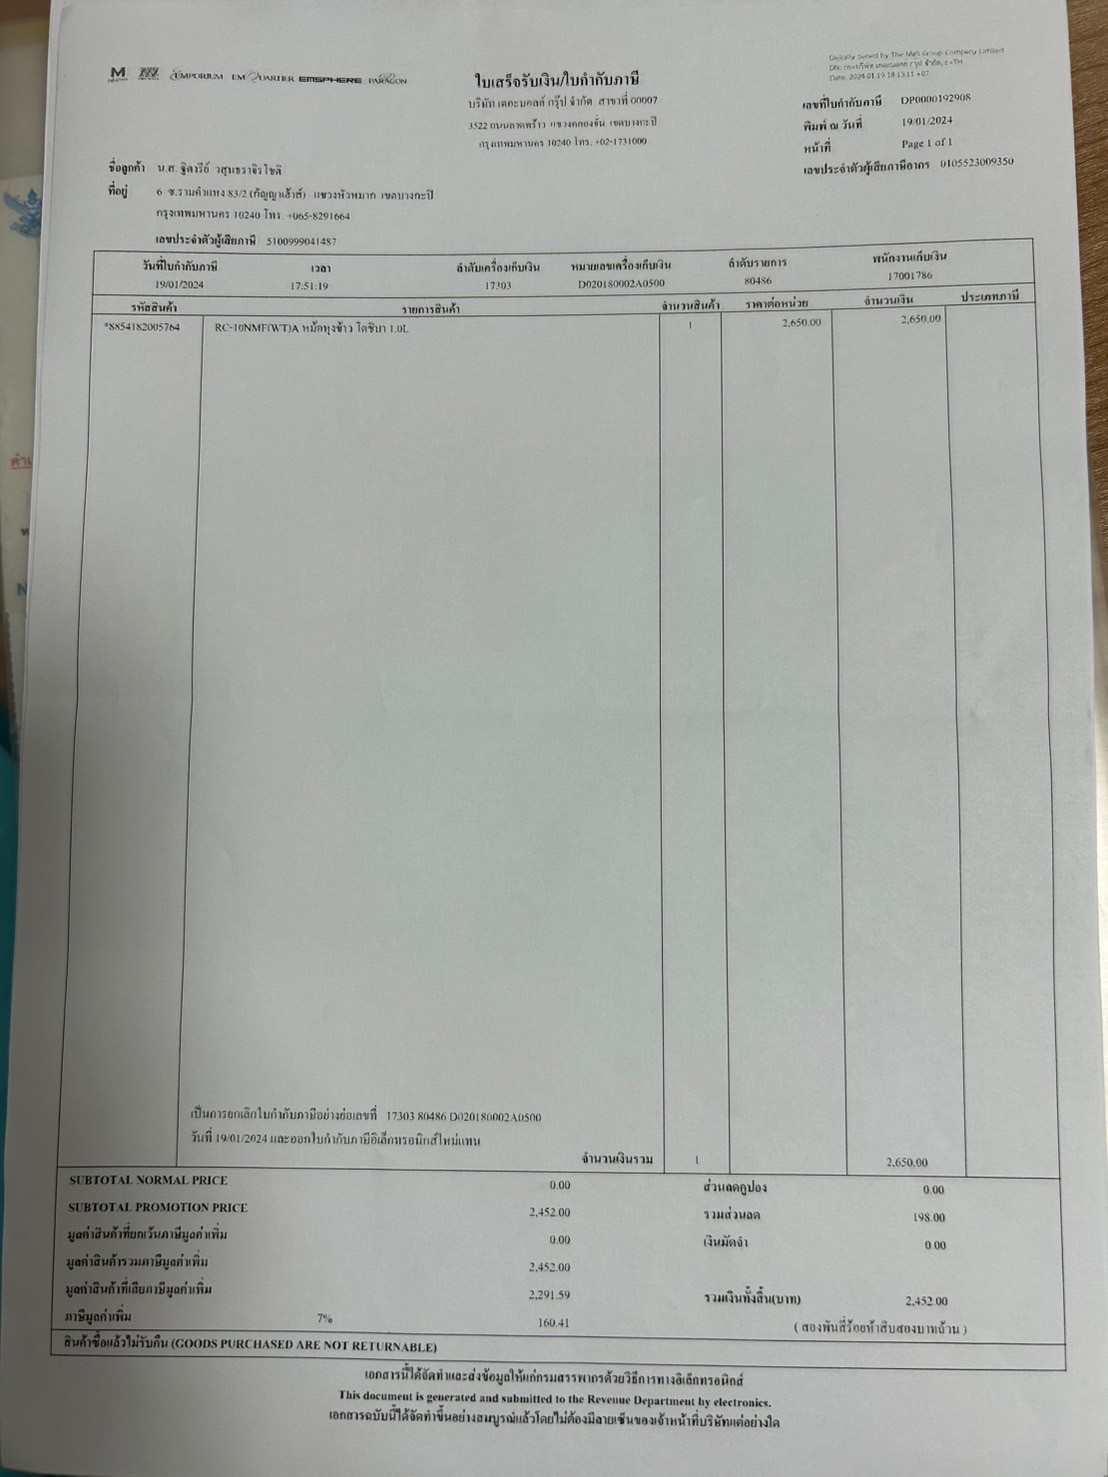 M EMPORIUM EMQUARTIER EMSPHERE PARAGON
ใบเสร็จรับเงิน/ใบกำกับภาษี
บริษัท เดอะมอลล์ กรุ๊ป จำกัด สาขาที่ 00007
3522 ถนนลาดพร้าว แขวงคลองจั่น เขตบางกะปิ
กรุงเทพมหานคร 10240 โทร. +02-1731000
Digitally signed by The Mall Group Company Limited
Date: 2024.01.19 18:13:11 +07
เลขที่ใบกำกับภาษี DP0000192908
พิมพ์ ณ วันที่ 19/01/2024
หน้าที่ Page 1 of 1
เลขประจำตัวผู้เสียภาษีอากร 0105523009350
ชื่อลูกค้า น.ส. ฐิดารีย์ วสุนธราจิรโชติ
ที่อยู่ 6 ซ.รามคำแหง 83/2 (กัญญาเฮ้าส์) แขวงหัวหมาก เขตบางกะปิ
กรุงเทพมหานคร 10240 โทร. +065-8291664
เลขประจำตัวผู้เสียภาษี 5100999041487
วันที่ใบกำกับภาษี เวลา ลำดับเครื่องเก็บเงิน หมายเลขเครื่องเก็บเงิน ลำดับรายการ พนักงานเก็บเงิน
19/01/2024 17:51:19 17303 D020180002A0500 80486 17001786
รหัสสินค้า รายการสินค้า จำนวนสินค้า ราคาต่อหน่วย จำนวนเงิน ประเภทภาษี
*8854182005764 RC-10NMF(WT)A หม้อหุงข้าว โตชิบา 1.0L 1 2,650.00 2,650.00
เป็นการยกเลิกใบกำกับภาษีอย่างย่อเลขที่ 17303 80486 D020180002A0500
วันที่ 19/01/2024 และออกใบกำกับภาษีอิเล็กทรอนิกส์ใหม่แทน
จำนวนเงินรวม 1 2,650.00
SUBTOTAL NORMAL PRICE 0.00 ส่วนลดคูปอง 0.00
SUBTOTAL PROMOTION PRICE 2,452.00 รวมส่วนลด 198.00
มูลค่าสินค้าที่ยกเว้นภาษีมูลค่าเพิ่ม 0.00 เงินมัดจำ 0.00
มูลค่าสินค้ารวมภาษีมูลค่าเพิ่ม 2,452.00
มูลค่าสินค้าที่เสียภาษีมูลค่าเพิ่ม 2,291.59 รวมเงินทั้งสิ้น(บาท) 2,452.00
ภาษีมูลค่าเพิ่ม 7% 160.41 ( สองพันสี่ร้อยห้าสิบสองบาทถ้วน )
สินค้าซื้อแล้วไม่รับคืน (GOODS PURCHASED ARE NOT RETURNABLE)
เอกสารนี้ได้จัดทำและส่งข้อมูลให้แก่กรมสรรพากรด้วยวิธีการทางอิเล็กทรอนิกส์
This document is generated and submitted to the Revenue Department by electronics.
เอกสารฉบับนี้ได้จัดทำขึ้นอย่างสมบูรณ์แล้วโดยไม่ต้องมีลายเซ็นของเจ้าหน้าที่บริษัทแต่อย่างใด